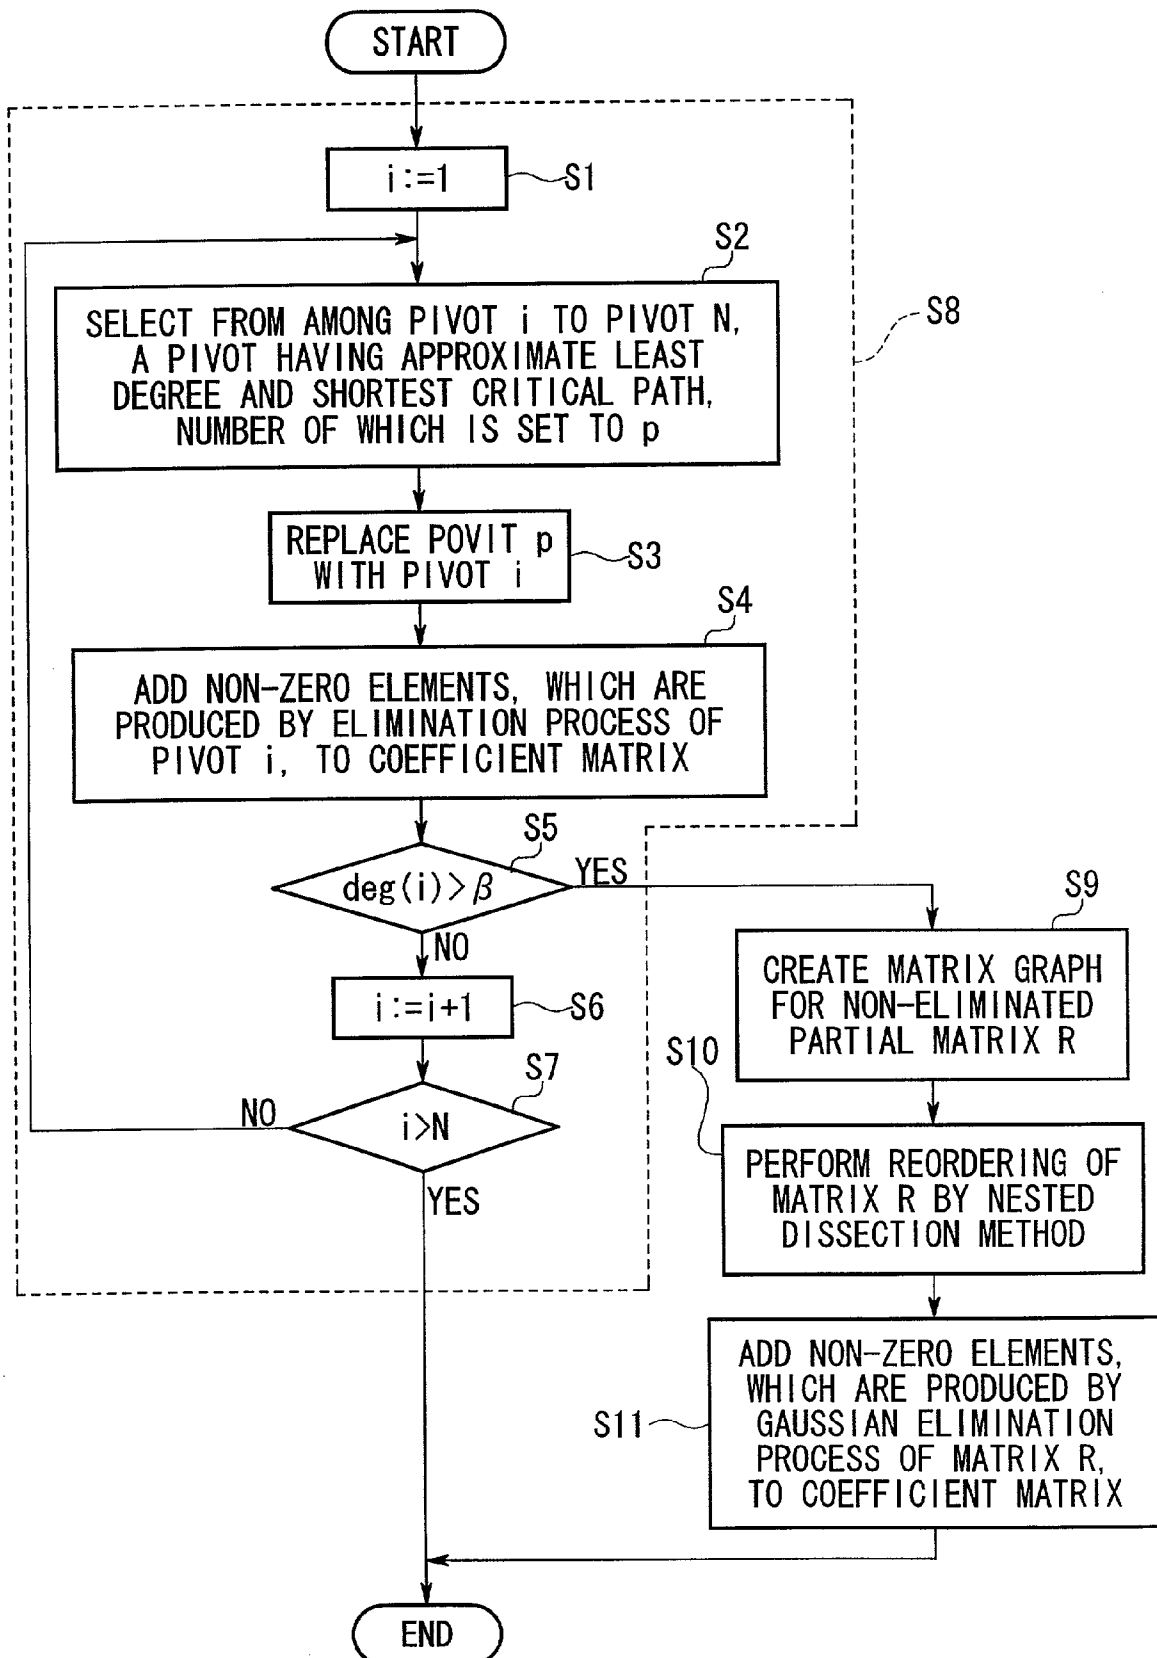 START
i:=1
S1
S2
SELECT FROM AMONG PIVOT i TO PIVOT N,
A PIVOT HAVING APPROXIMATE LEAST
DEGREE AND SHORTEST CRITICAL PATH,
NUMBER OF WHICH IS SET TO p
S8
REPLACE POVIT p
WITH PIVOT i
S3
S4
ADD NON-ZERO ELEMENTS, WHICH ARE
PRODUCED BY ELIMINATION PROCESS OF
PIVOT i, TO COEFFICIENT MATRIX
S5
deg(i)>β
YES
NO
i:=i+1
S6
S7
i>N
NO
YES
S9
CREATE MATRIX GRAPH
FOR NON-ELIMINATED
PARTIAL MATRIX R
S10
PERFORM REORDERING OF
MATRIX R BY NESTED
DISSECTION METHOD
S11
ADD NON-ZERO ELEMENTS,
WHICH ARE PRODUCED BY
GAUSSIAN ELIMINATION
PROCESS OF MATRIX R,
TO COEFFICIENT MATRIX
END